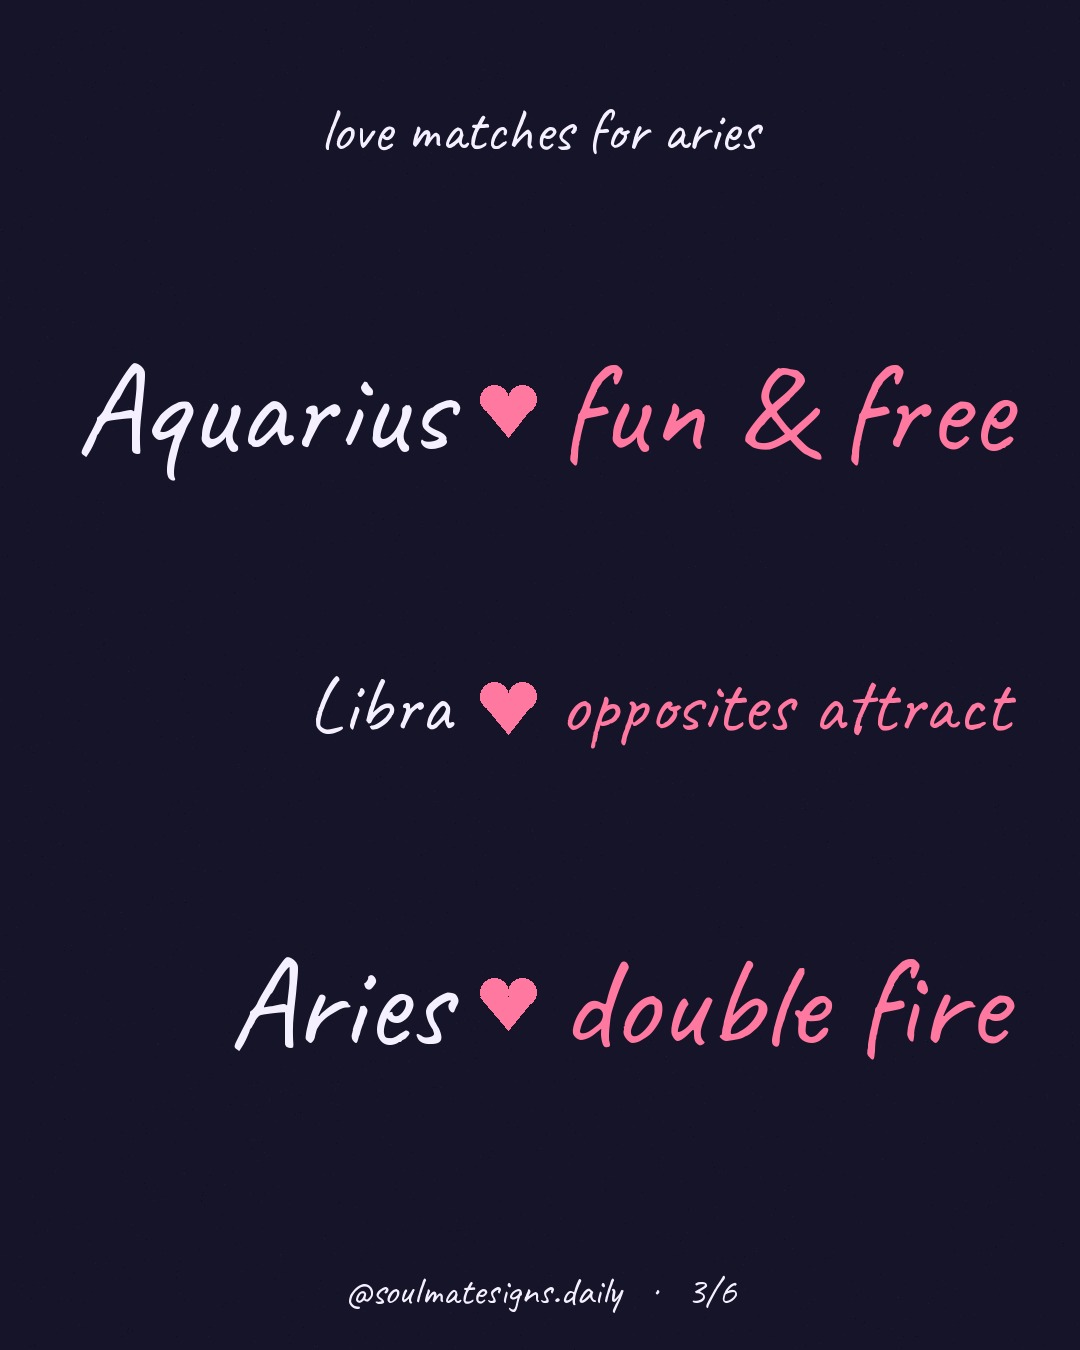 love matches for aries
Aquarius ♥ fun & free
Libra ♥ opposites attract
Aries ♥ double fire
@soulmatesigns.daily · 3/6